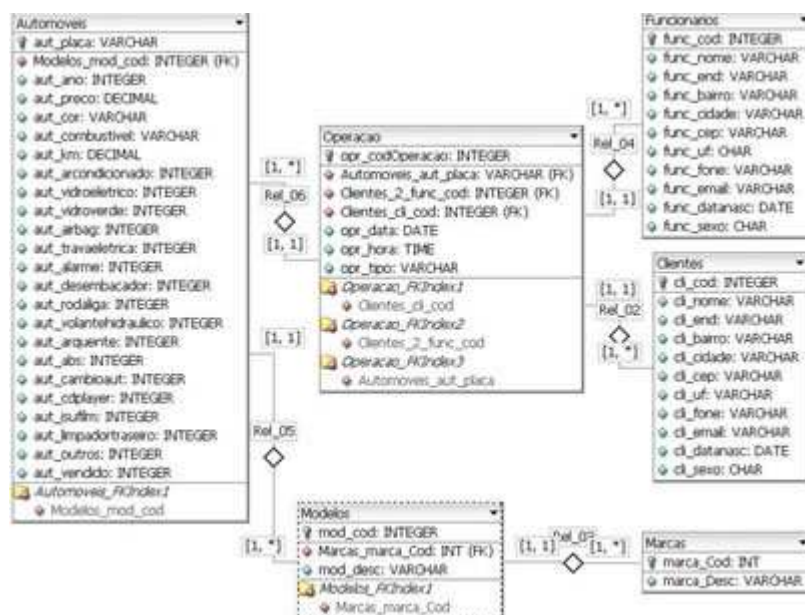 Automoveis
aut_placa: VARCHAR
Modelos_mod_cod: INTEGER (FK)
aut_ano: INTEGER
aut_preco: DECIMAL
aut_cor: VARCHAR
aut_combustivel: VARCHAR
aut_km: DECIMAL
aut_arcondicionado: INTEGER
aut_vidroeletrico: INTEGER
aut_vidroverde: INTEGER
aut_airbag: INTEGER
aut_travaeletrica: INTEGER
aut_alarme: INTEGER
aut_desembacador: INTEGER
aut_rodaliga: INTEGER
aut_volantehidraulico: INTEGER
aut_arquente: INTEGER
aut_abs: INTEGER
aut_cambioaut: INTEGER
aut_cdplayer: INTEGER
aut_isufilm: INTEGER
aut_limpadortraseiro: INTEGER
aut_outros: INTEGER
aut_vendido: INTEGER
Automoveis_FKIndex1
Modelos_mod_cod
[1, *]
Rel_06
[1, 1]
Operacao
opr_codOperacao: INTEGER
Automoveis_aut_placa: VARCHAR (FK)
Clientes_2_func_cod: INTEGER (FK)
Clientes_cli_cod: INTEGER (FK)
opr_data: DATE
opr_hora: TIME
opr_tipo: VARCHAR
Operacao_FKIndex1
Clientes_cli_cod
Operacao_FKIndex2
Clientes_2_func_cod
Operacao_FKIndex3
Automoveis_aut_placa
[1, *]
Rel_04
[1, 1]
Funcionarios
func_cod: INTEGER
func_nome: VARCHAR
func_end: VARCHAR
func_bairro: VARCHAR
func_cidade: VARCHAR
func_cep: VARCHAR
func_uf: CHAR
func_fone: VARCHAR
func_email: VARCHAR
func_datanasc: DATE
func_sexo: CHAR
[1, 1]
Rel_02
[1, *]
Clientes
cli_cod: INTEGER
cli_nome: VARCHAR
cli_end: VARCHAR
cli_bairro: VARCHAR
cli_cidade: VARCHAR
cli_cep: VARCHAR
cli_uf: VARCHAR
cli_fone: VARCHAR
cli_email: VARCHAR
cli_datanasc: DATE
cli_sexo: CHAR
[1, 1]
Rel_05
[1, *]
Modelos
mod_cod: INTEGER
Marcas_marca_Cod: INT (FK)
mod_desc: VARCHAR
Modelos_FKIndex1
Marcas_marca_Cod
[1, 1]
[1, *]
Marcas
marca_Cod: INT
marca_Desc: VARCHAR